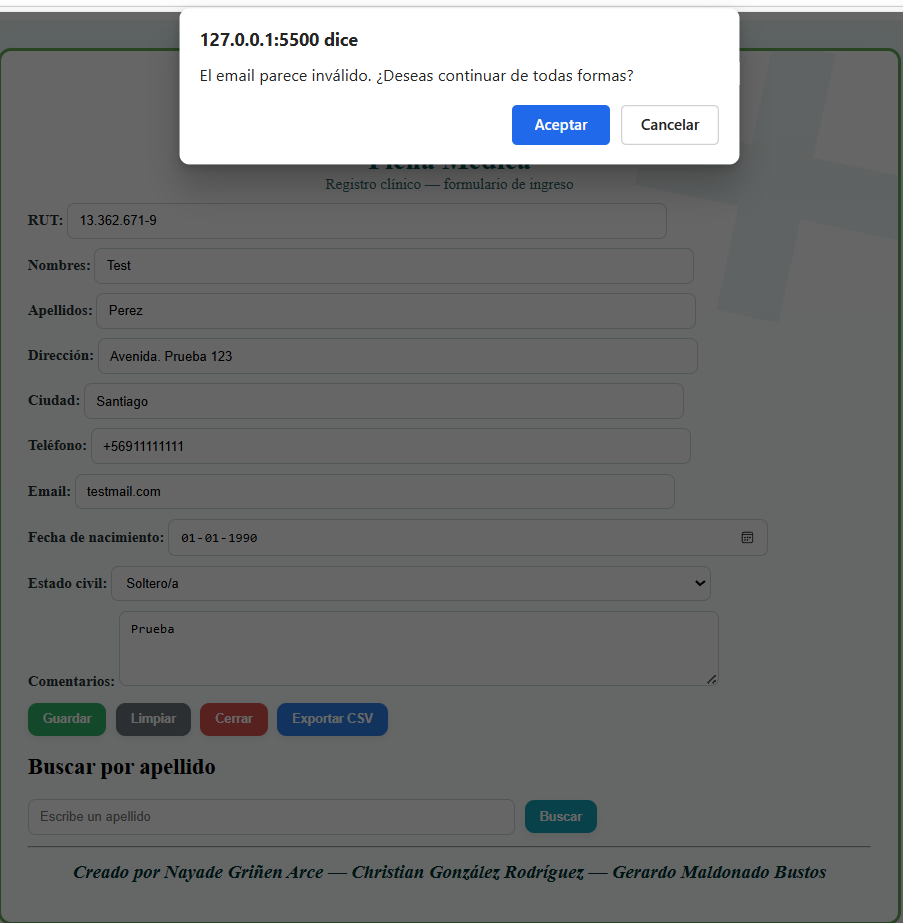 127.0.0.1:5500 dice
El email parece inválido. ¿Deseas continuar de todas formas?
Aceptar Cancelar
Ficha Médica
Registro clínico — formulario de ingreso
RUT: 13.362.671-9
Nombres: Test
Apellidos: Perez
Dirección: Avenida. Prueba 123
Ciudad: Santiago
Teléfono: +56911111111
Email: testmail.com
Fecha de nacimiento: 01-01-1990
Estado civil: Soltero/a
Comentarios: Prueba
Guardar Limpiar Cerrar Exportar CSV
Buscar por apellido
Escribe un apellido Buscar
Creado por Nayade Griñen Arce — Christian González Rodríguez — Gerardo Maldonado Bustos